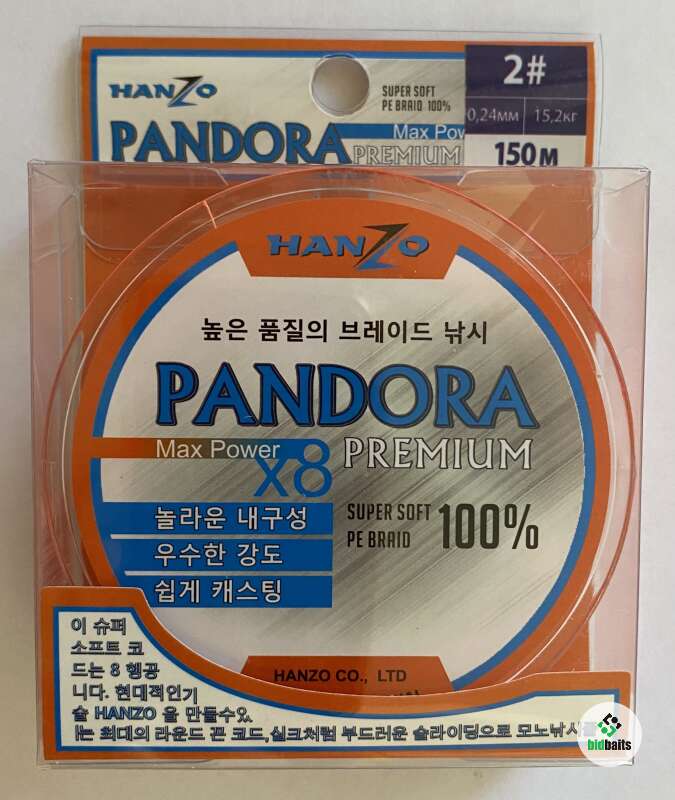 HANZO
SUPER SOFT
PE BRAID 100%
2#
0,24мм 15,2кг
PANDORA
Max Pow
PREMIUM
150 м
HANZO
높은 품질의 브레이드 낚시
PANDORA
Max Power
x8
PREMIUM
놀라운 내구성
우수한 강도
쉽게 캐스팅
SUPER SOFT
PE BRAID
100%
HANZO CO., LTD
이 슈퍼
소프트 코
드는 8 행공
니다. 현대적인기
술 HANZO 을 만들수있
는 최대의 라운드 꼰 코드,실크처럼 부드러운 슬라이딩으로 모노낚시
bidbaits